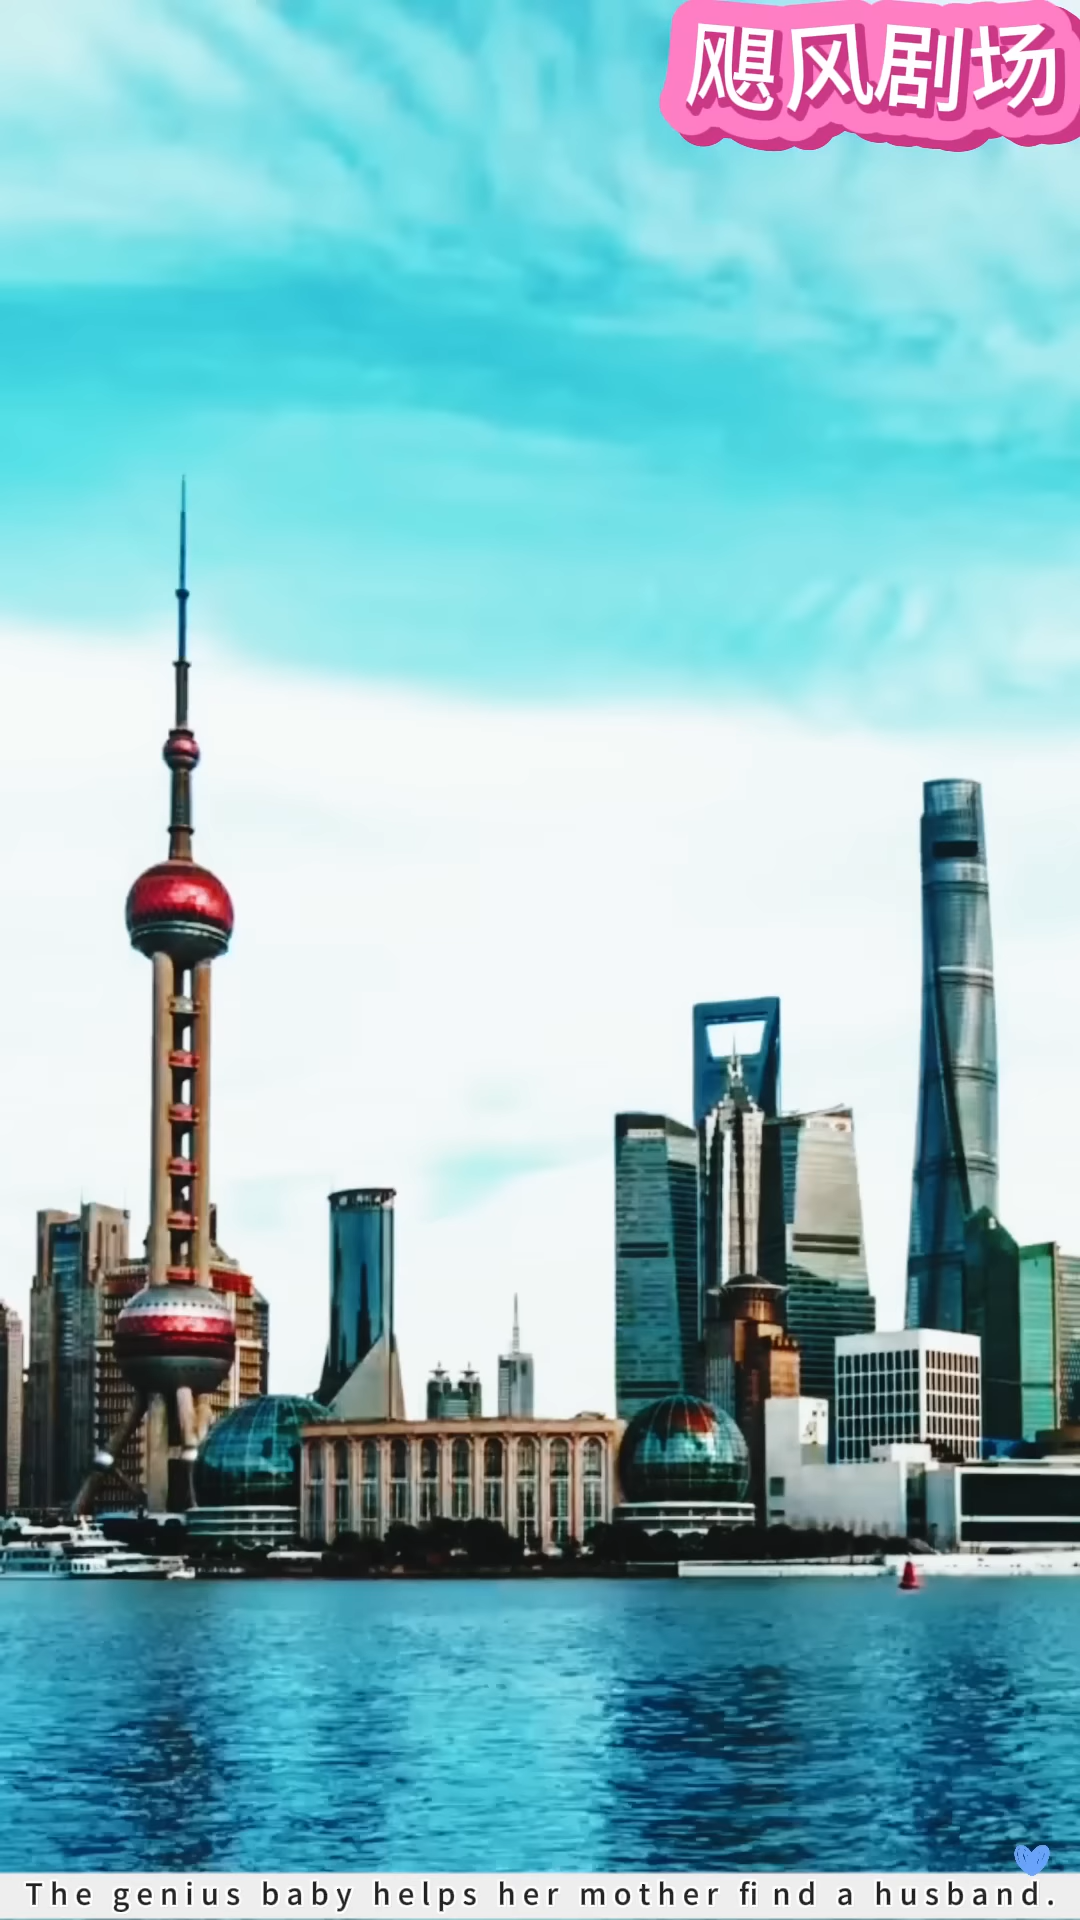 飓风剧场
The genius baby helps her mother find a husband.